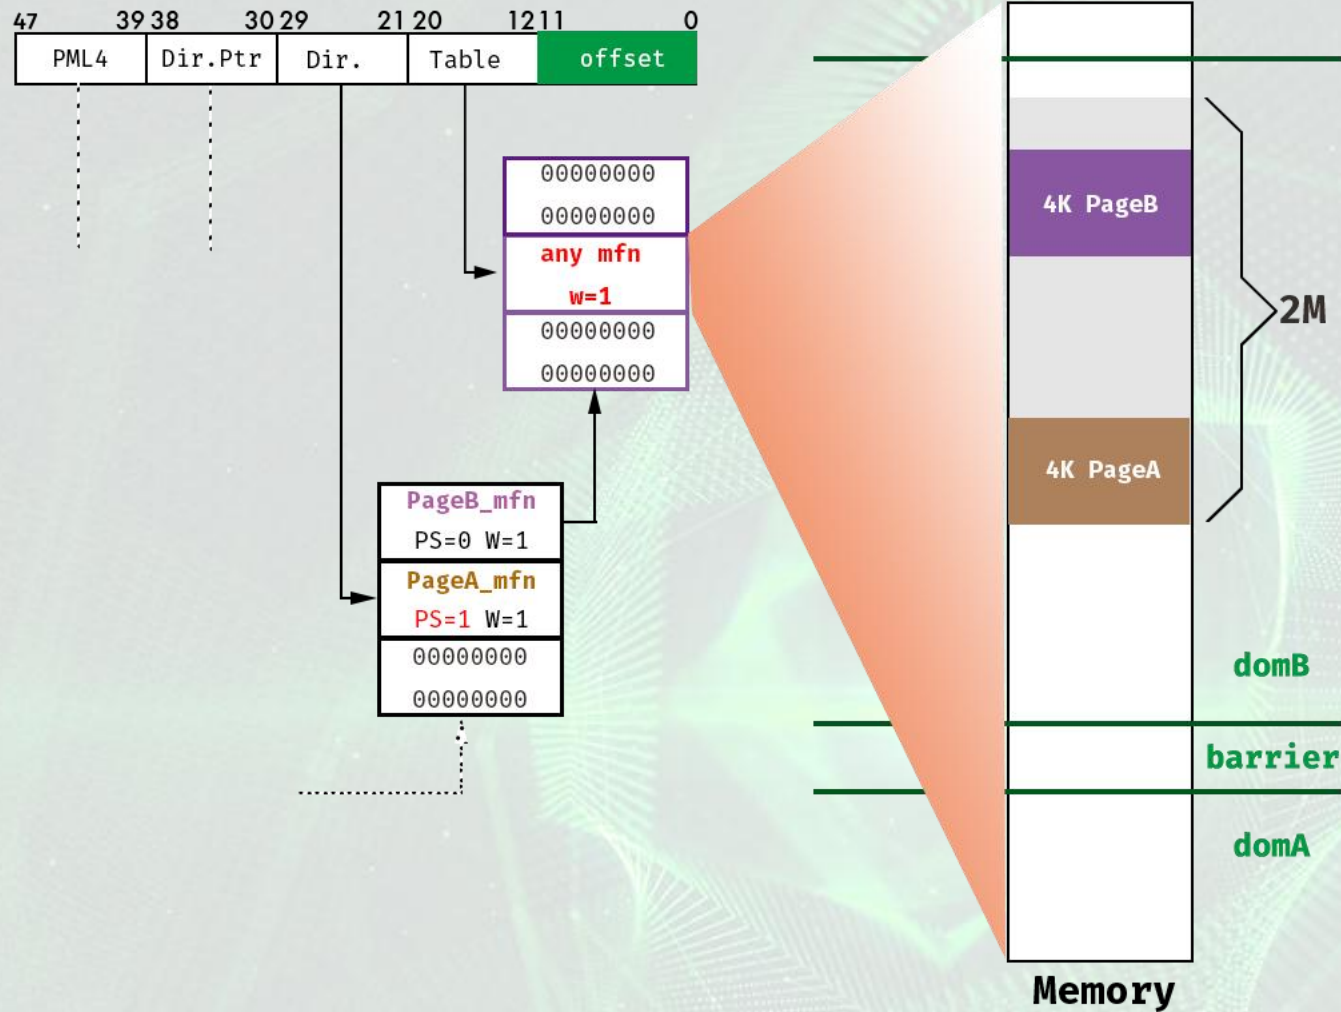 47 39 38 30 29 21 20 12 11 0
PML4 Dir.Ptr Dir. Table offset
00000000
00000000
any mfn
w=1
00000000
00000000
PageB_mfn
PS=0 W=1
PageA_mfn
PS=1 W=1
00000000
00000000
4K PageB
2M
4K PageA
domB
barrier
domA
Memory